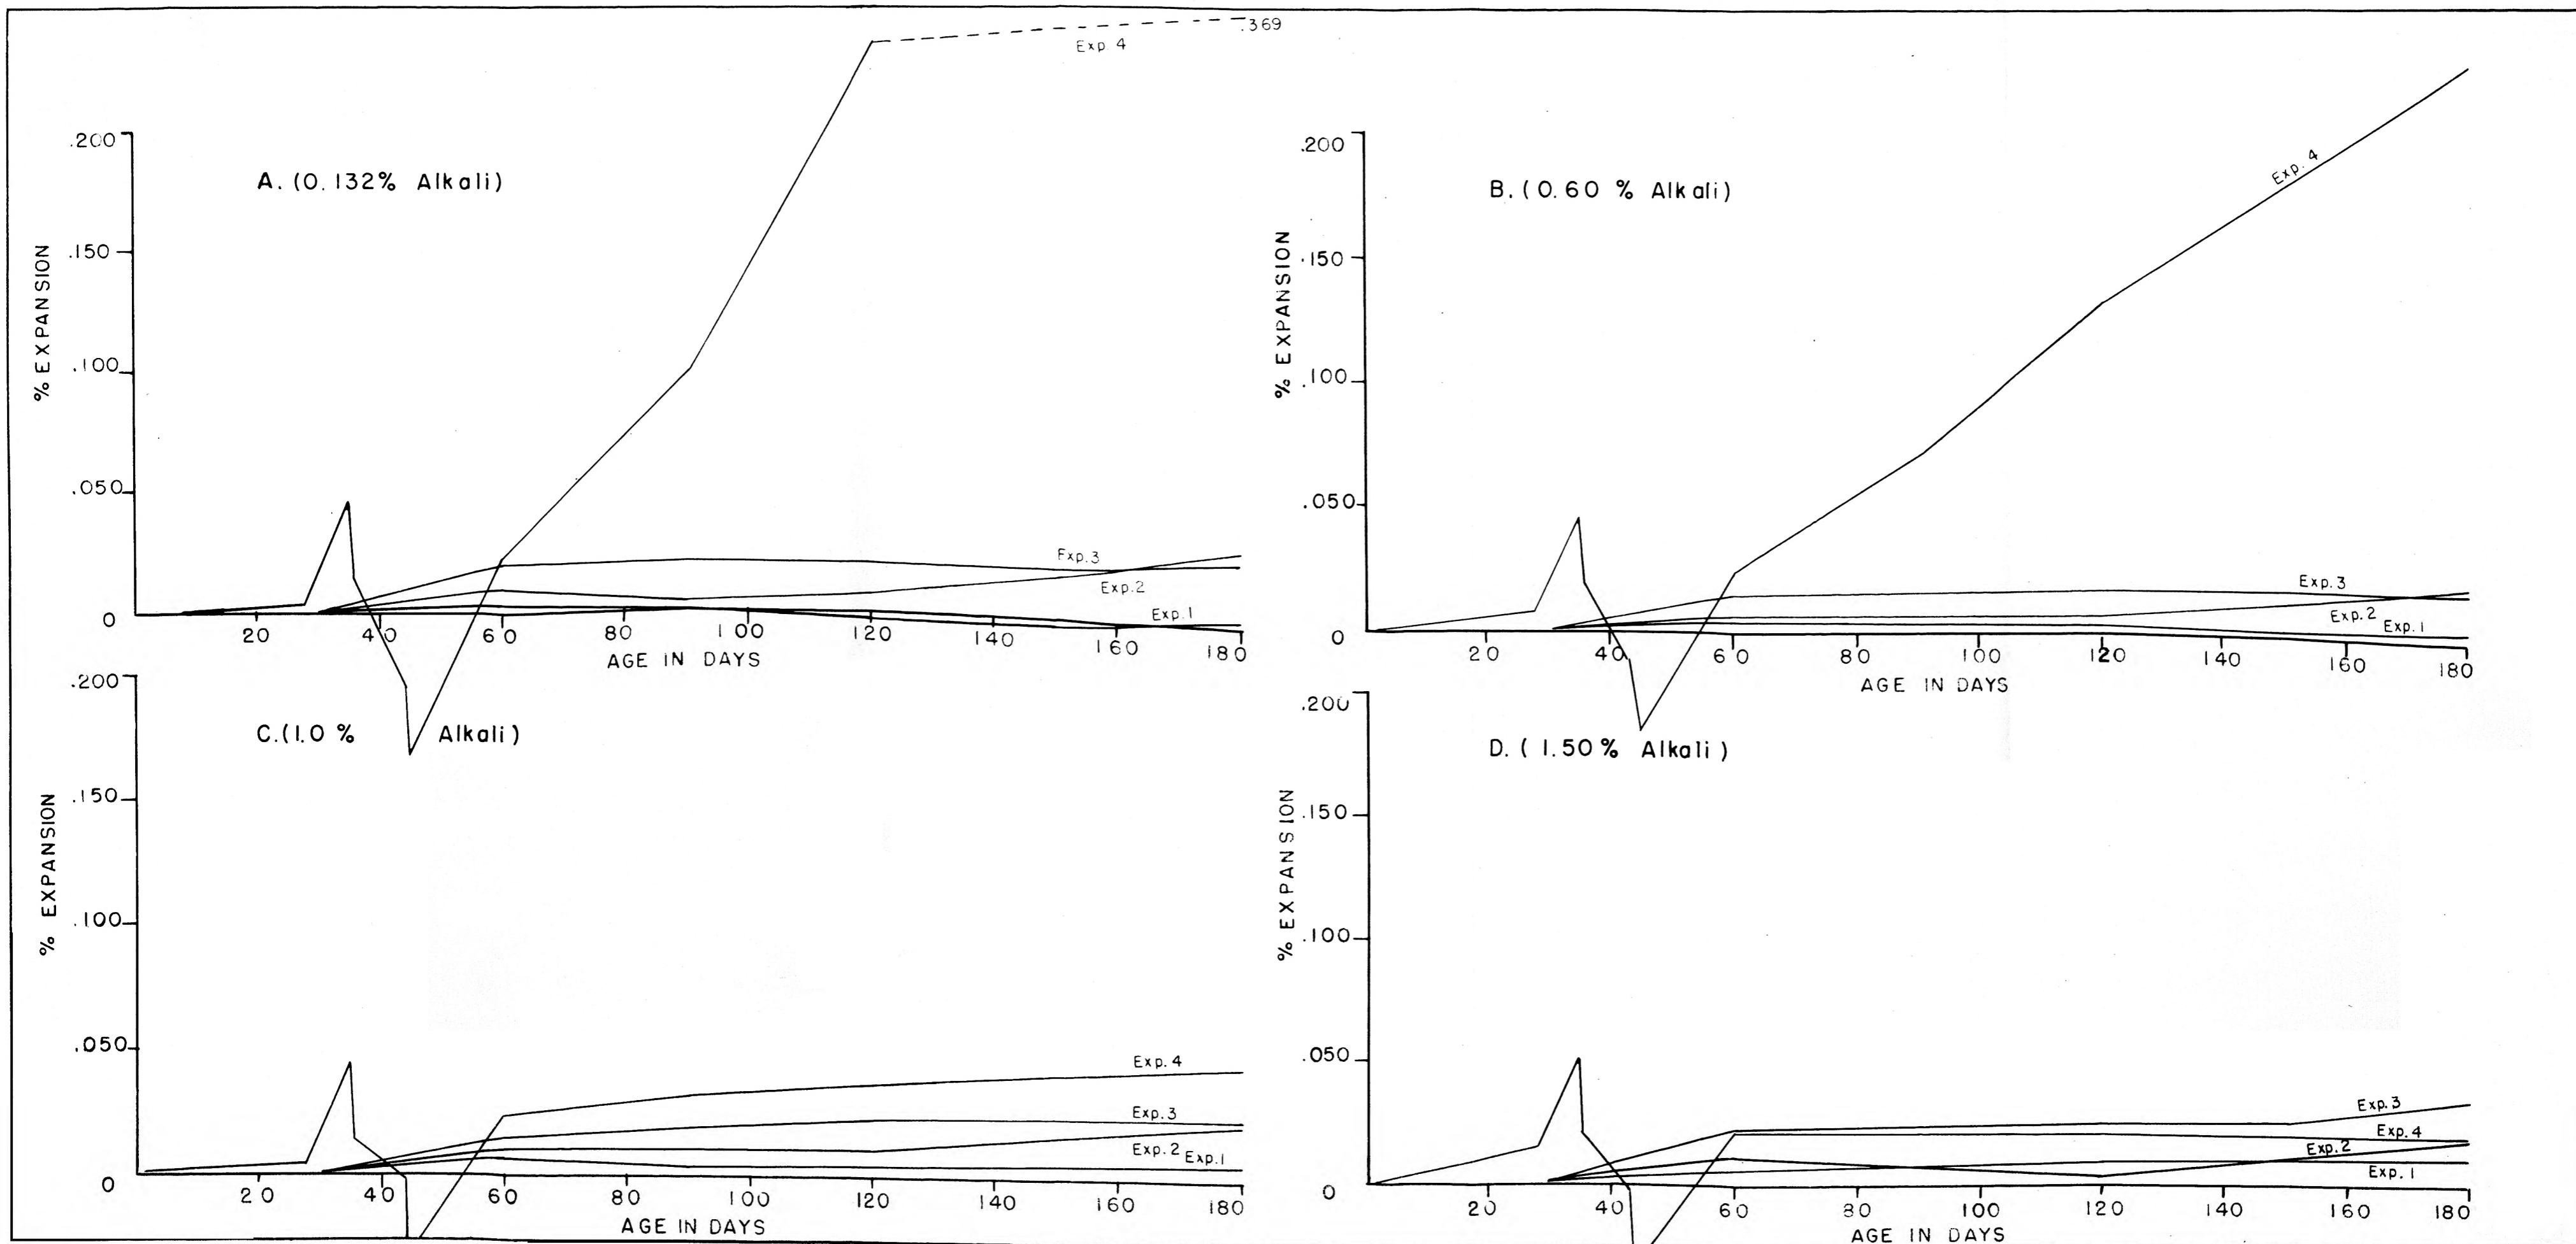 .369
Exp. 4
.200
A. (0.132% Alkali)
.150
% EXPANSION
.100
.050
Exp.3
Exp.2
Exp.1
0
20 40 60 80 100 120 140 160 180
AGE IN DAYS
.200
B. (0.60 % Alkali)
Exp. 4
.150
% EXPANSION
.100
.050
Exp.3
Exp.2
Exp.1
0
20 40 60 80 100 120 140 160 180
AGE IN DAYS
.200
C.(1.0 % Alkali)
.150
% EXPANSION
.100
.050
Exp. 4
Exp.3
Exp.2 Exp.1
0
20 40 60 80 100 120 140 160 180
AGE IN DAYS
.200
D. ( 1.50 % Alkali )
.150
% EXPANSION
.100
.050
Exp.3
Exp.4
Exp.2
Exp.1
0
20 40 60 80 100 120 140 160 180
AGE IN DAYS